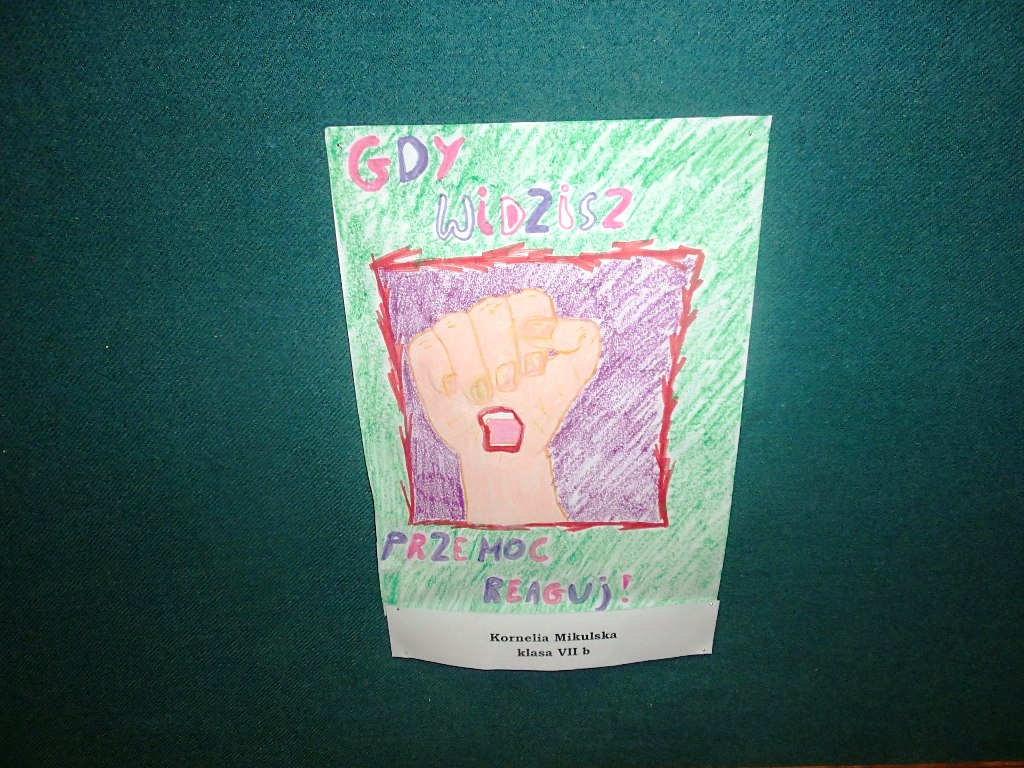 GDY
WiDZiSZ
PRZEMOC
REAGUj!
Kornelia Mikulska
klasa VII b